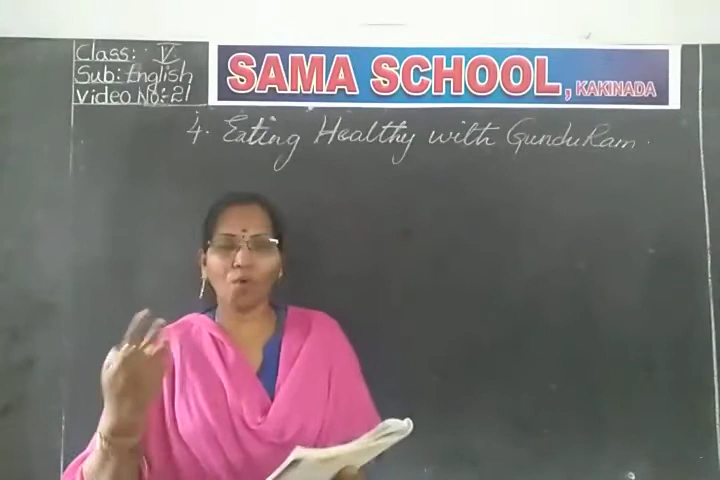 Class: V
Sub: English
Video No:-21
SAMA SCHOOL, KAKINADA
4. Eating Healthy with GunduRam.